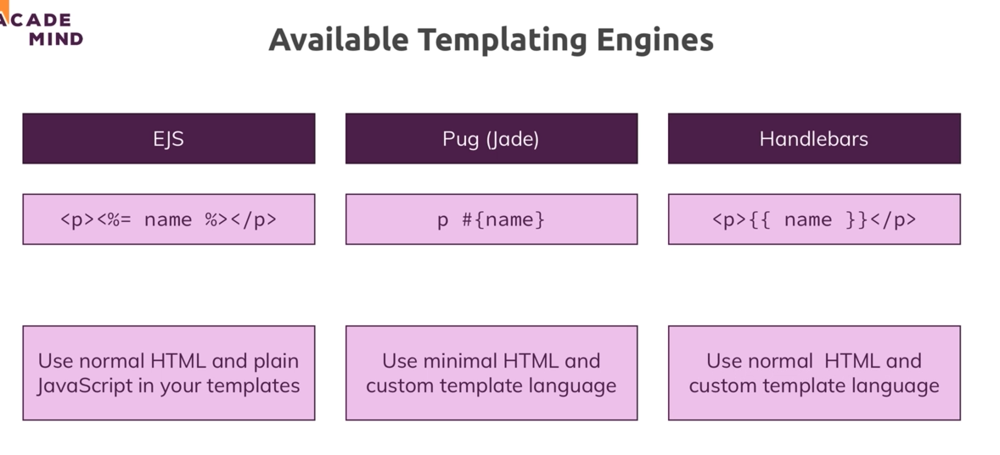 ACADE
MIND
Available Templating Engines
EJS
Pug (Jade)
Handlebars
<p><%= name %></p>
p #{name}
<p>{{ name }}</p>
Use normal HTML and plain
JavaScript in your templates
Use minimal HTML and
custom template language
Use normal  HTML and
custom template language